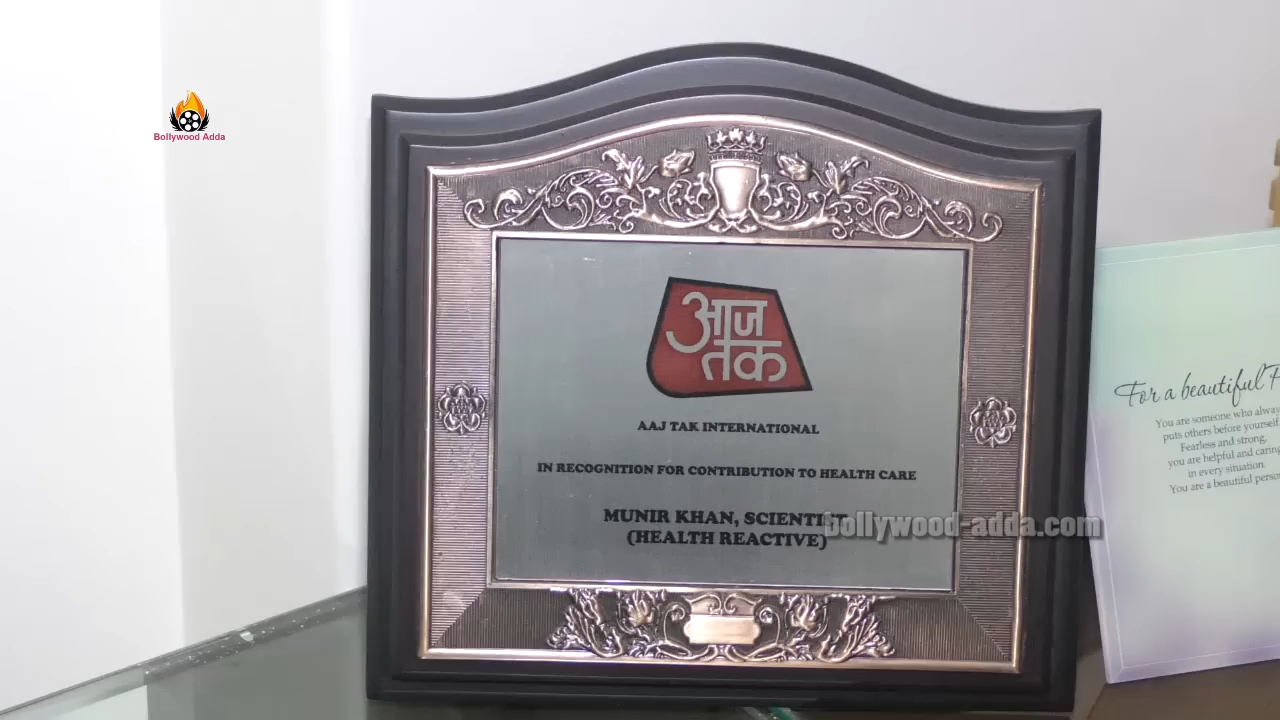 Bollywood Adda
आज
तक
AAJ TAK INTERNATIONAL
IN RECOGNITION FOR CONTRIBUTION TO HEALTH CARE
MUNIR KHAN, SCIENTIST
(HEALTH REACTIVE)
bollywood-adda.com
For a beautiful
You are someone who
puts others before yourself
Fearless and strong,
you are helpful and caring
in every situation.
You are a beautiful